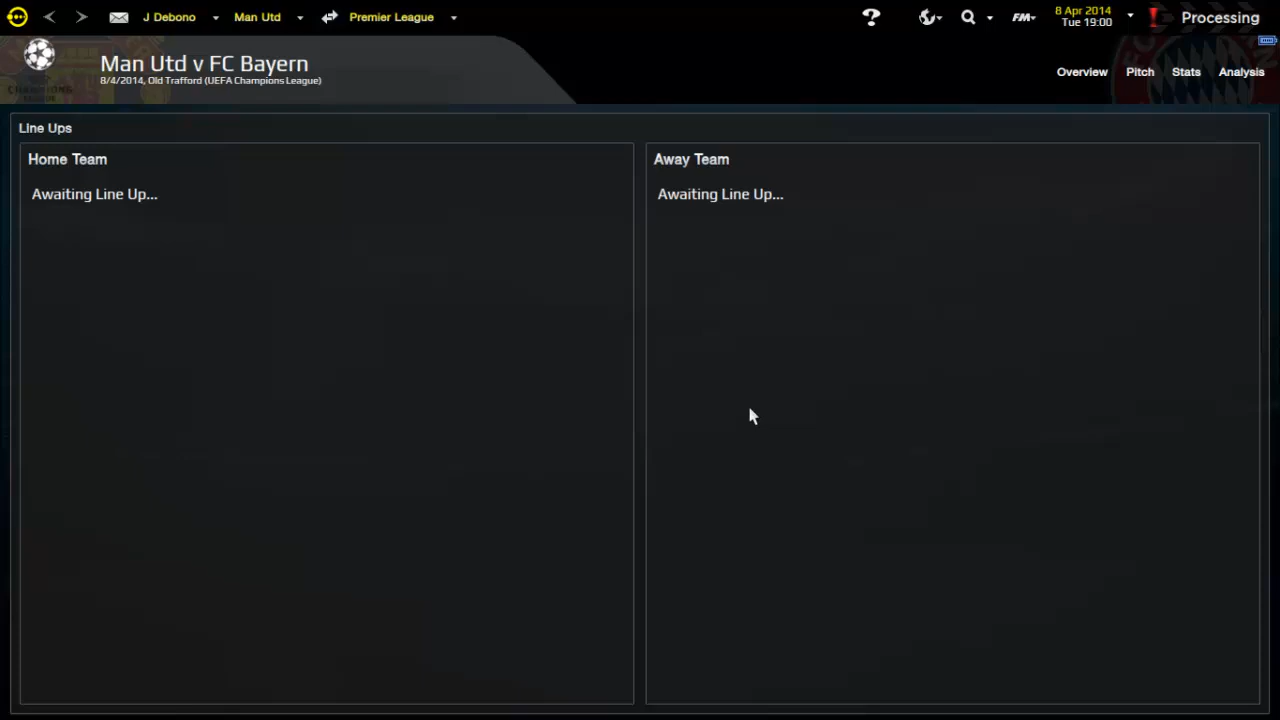 J Debono
Man Utd
Premier League
FM
8 Apr 2014
Tue 19:00
Processing
Man Utd v FC Bayern
8/4/2014, Old Trafford (UEFA Champions League)
Overview
Pitch
Stats
Analysis
Line Ups
Home Team
Awaiting Line Up...
Away Team
Awaiting Line Up...